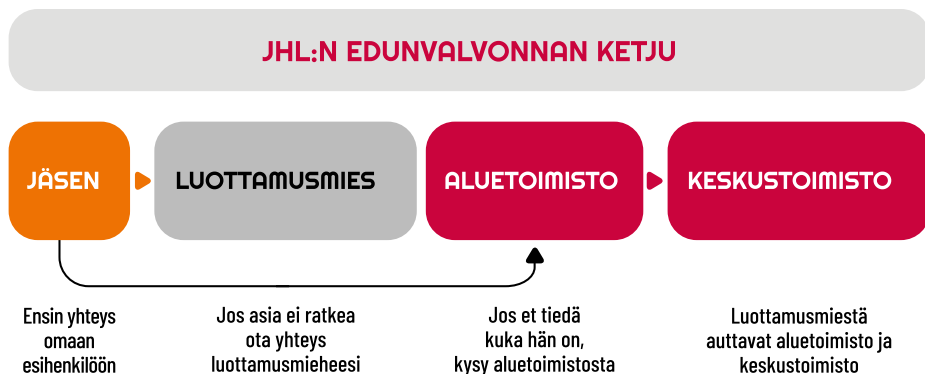 JHL:N EDUNVALVONNAN KETJU
JÄSEN
LUOTTAMUSMIES
ALUETOIMISTO
KESKUSTOIMISTO
Ensin yhteys
omaan
esihenkilöön
Jos asia ei ratkea
ota yhteys
luottamusmieheesi
Jos et tiedä
kuka hän on,
kysy aluetoimistosta
Luottamusmiestä
auttavat aluetoimisto ja
keskustoimisto